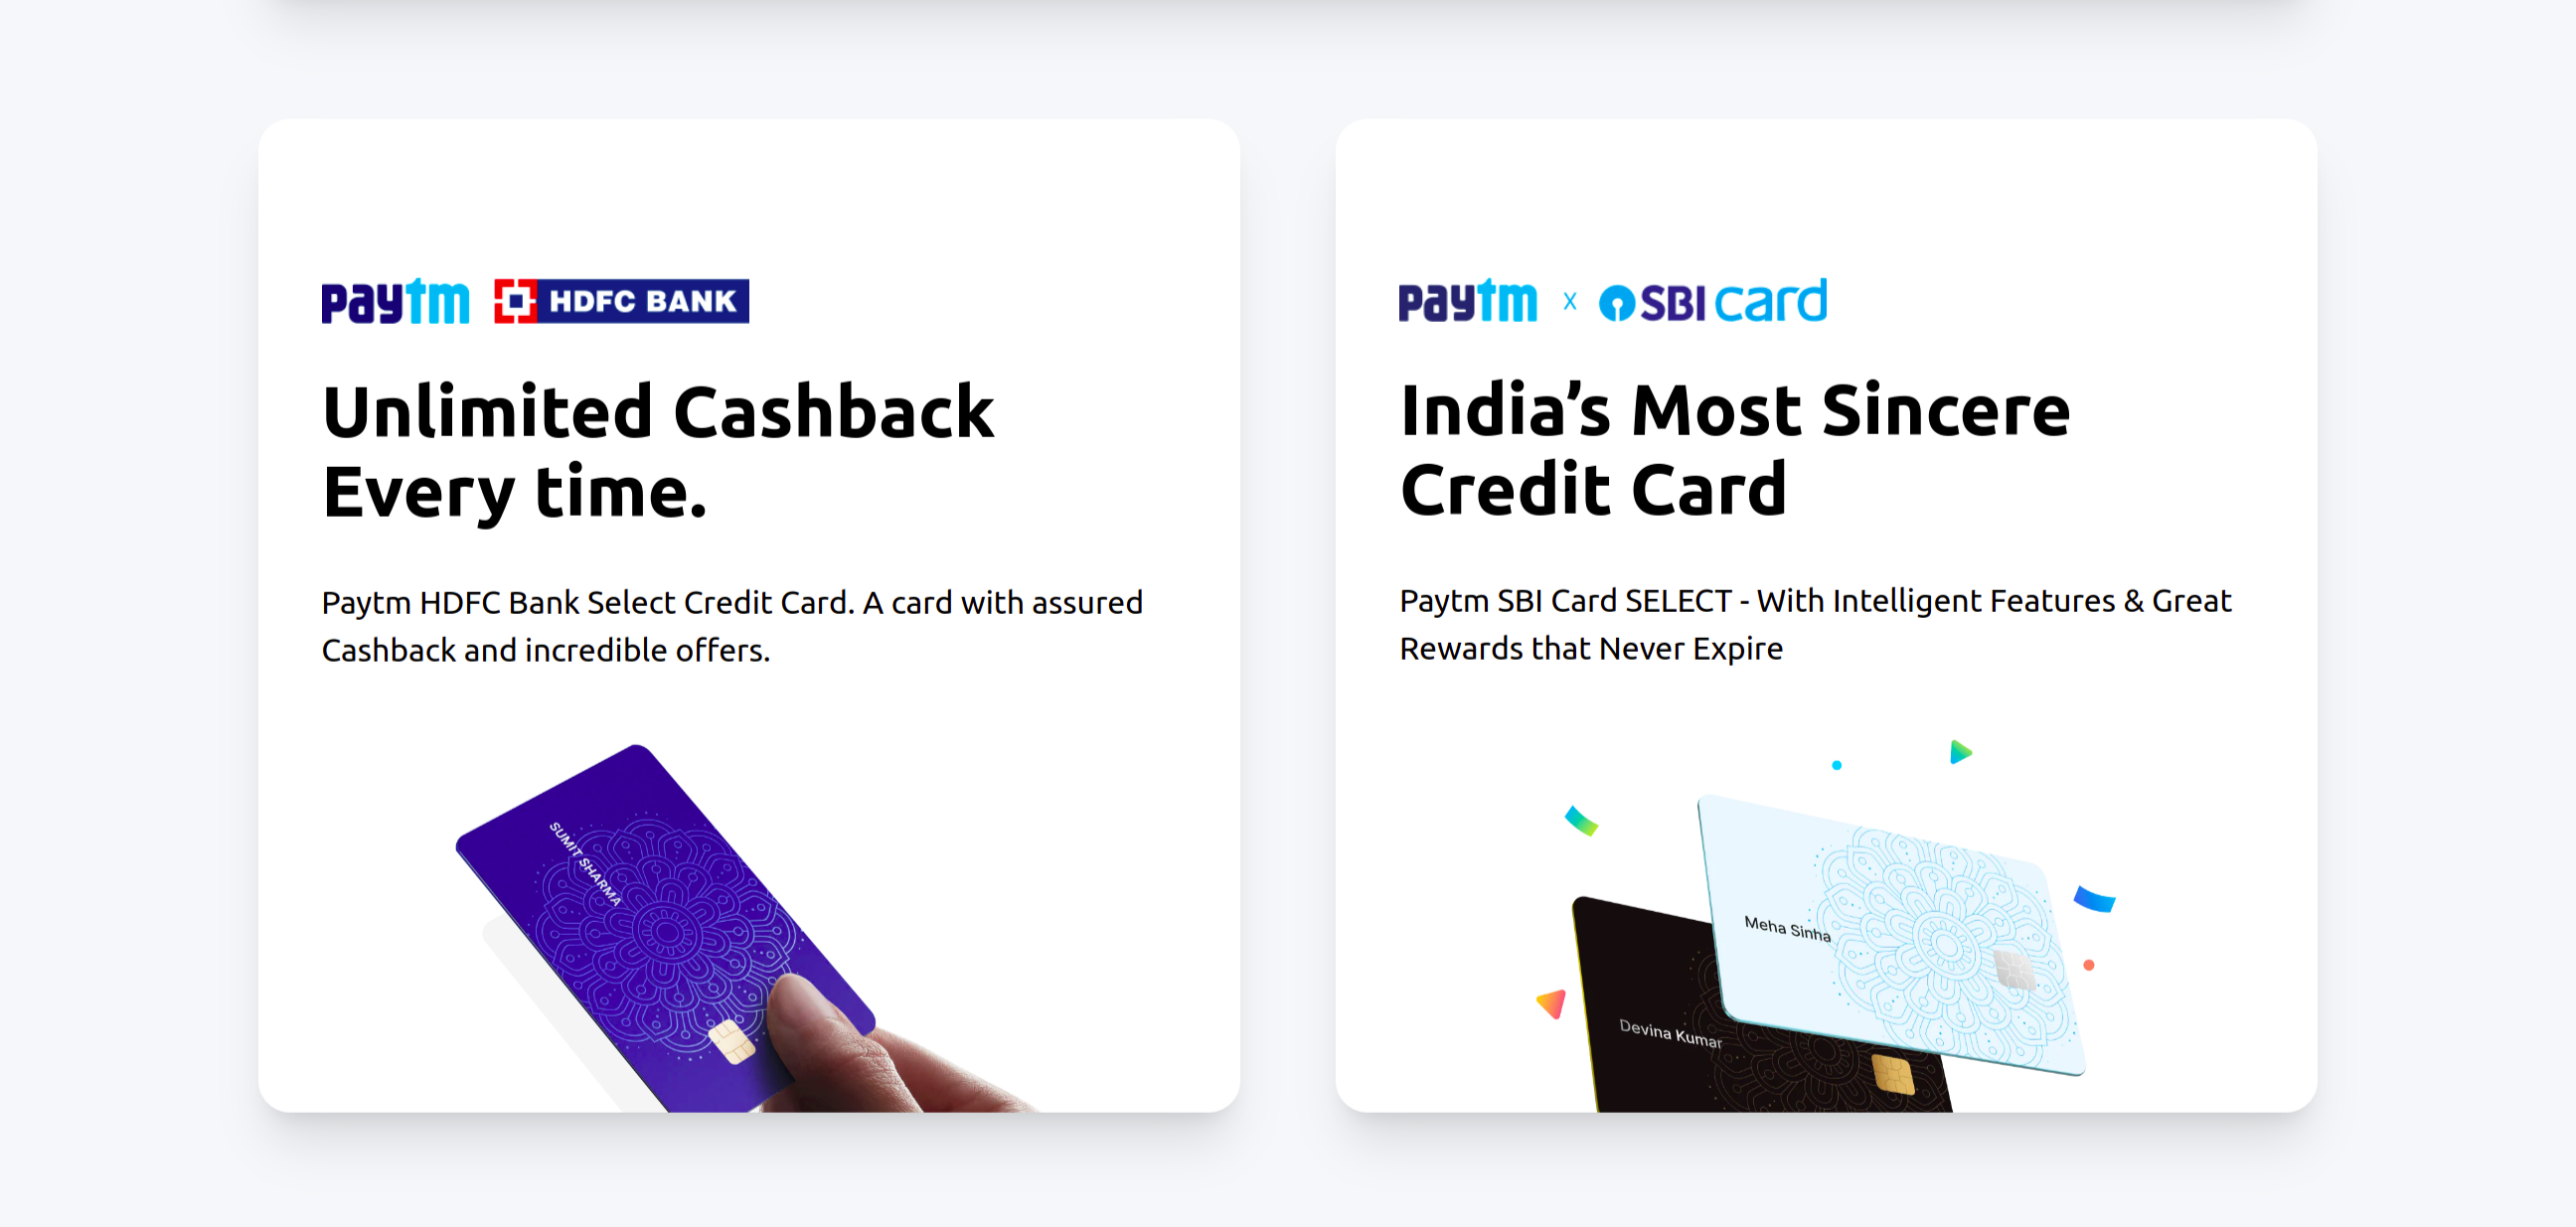 paytm HDFC BANK
Unlimited Cashback
Every time.
Paytm HDFC Bank Select Credit Card. A card with assured
Cashback and incredible offers.
SUMIT SHARMA
paytm x SBI card
India’s Most Sincere
Credit Card
Paytm SBI Card SELECT - With Intelligent Features & Great
Rewards that Never Expire
Meha Sinha
Devina Kumar